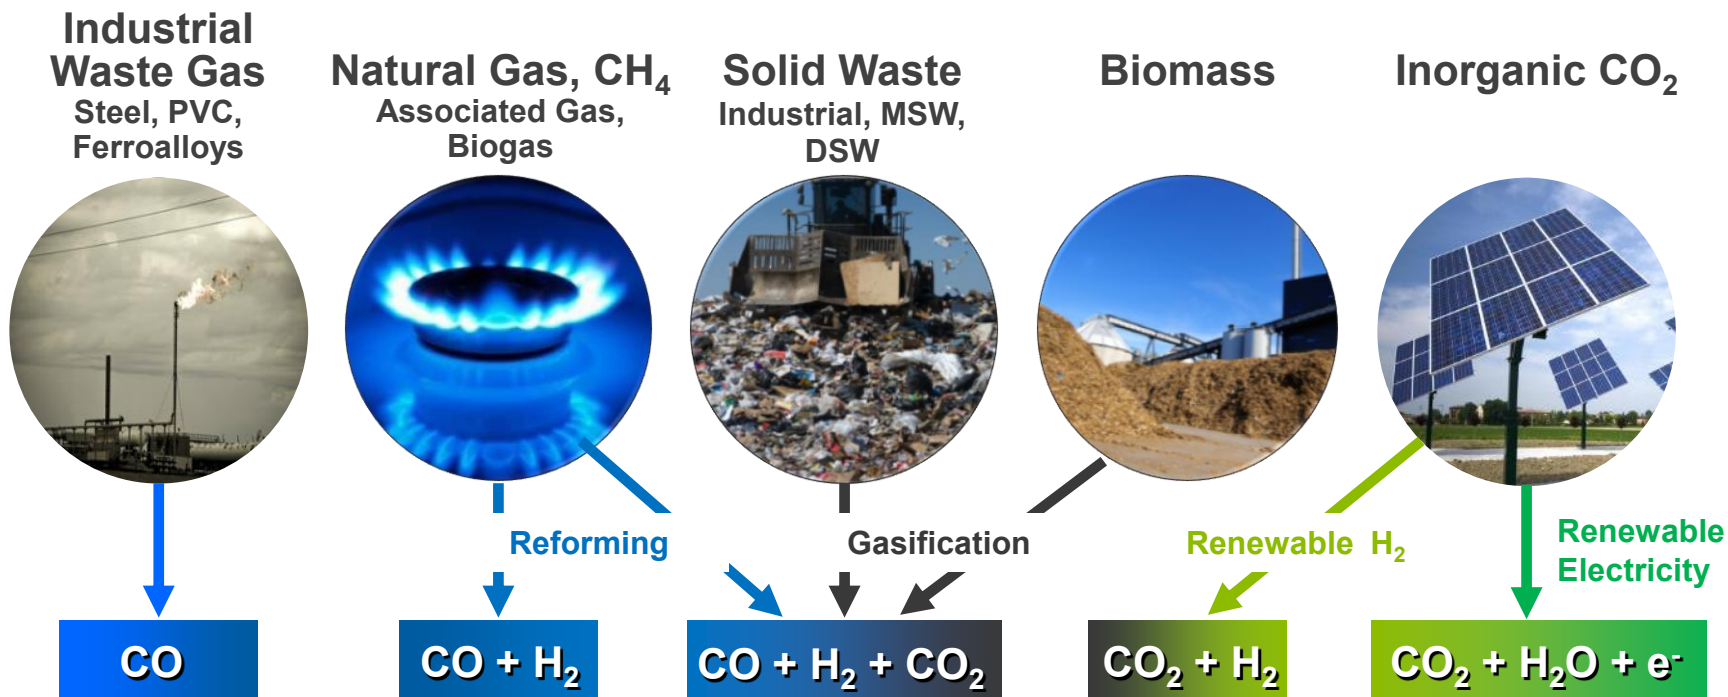 Industrial
Waste Gas
Steel, PVC,
Ferroalloys
Natural Gas, CH₄
Associated Gas,
Biogas
Solid Waste
Industrial, MSW,
DSW
Biomass
Inorganic CO₂
Reforming
Gasification
Renewable H₂
Renewable
Electricity
CO
CO + H₂
CO + H₂ + CO₂
CO₂ + H₂
CO₂ + H₂O + e⁻